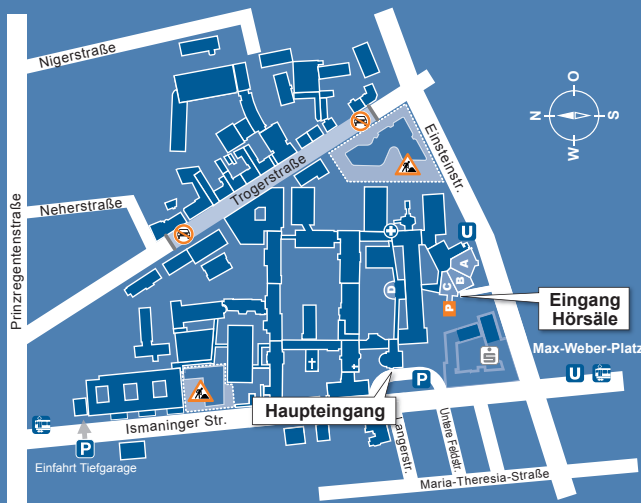 Nigerstraße
O
N
S
W
Einsteinstr.
Trogerstraße
Neherstraße
Prinzregentenstraße
U
A
B
C
D
P
Eingang
Hörsäle
S
Max-Weber-Platz
U
P
Haupteingang
Ismaninger Str.
P
Einfahrt Tiefgarage
Langerstr.
Untere Feldstr.
Maria-Theresia-Straße